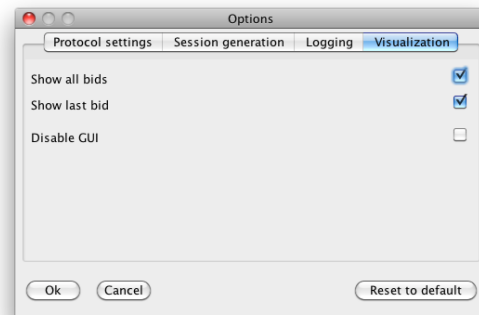 Options
Protocol settings Session generation Logging Visualization
Show all bids
Show last bid
Disable GUI
Ok Cancel Reset to default